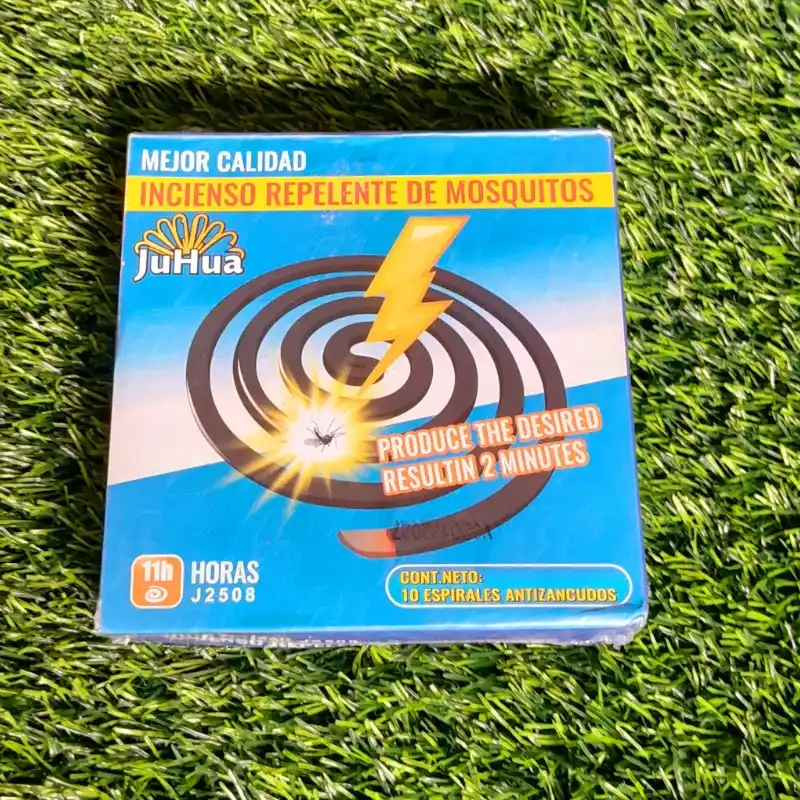 MEJOR CALIDAD
INCIENSO REPELENTE DE MOSQUITOS
JuHua
PRODUCE THE DESIRED
RESULTIN 2 MINUTES
11h
HORAS
J2508
CONT.NETO:
10 ESPIRALES ANTIZANCUDOS